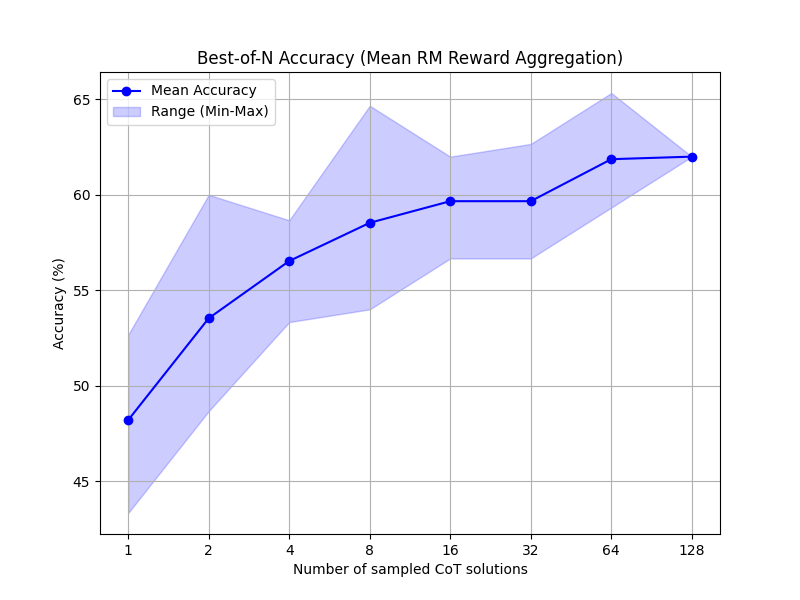 Best-of-N Accuracy (Mean RM Reward Aggregation)
Mean Accuracy
Range (Min-Max)
65
60
55
50
45
Accuracy (%)
1 2 4 8 16 32 64 128
Number of sampled CoT solutions